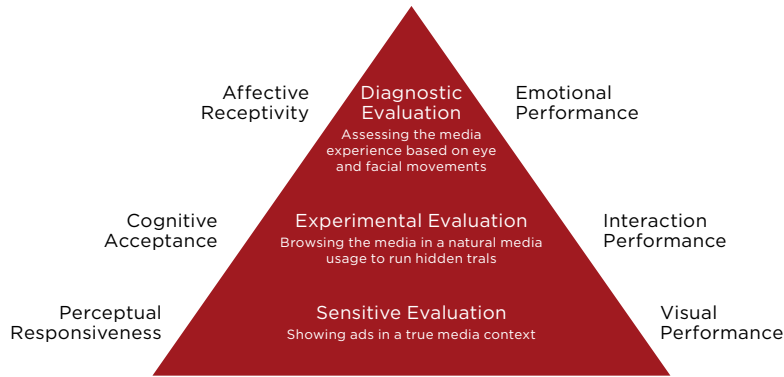 Affective
Receptivity
Diagnostic
Evaluation
Assessing the media
experience based on eye
and facial movements
Emotional
Performance
Cognitive
Acceptance
Experimental Evaluation
Browsing the media in a natural media
usage to run hidden trals
Interaction
Performance
Perceptual
Responsiveness
Sensitive Evaluation
Showing ads in a true media context
Visual
Performance